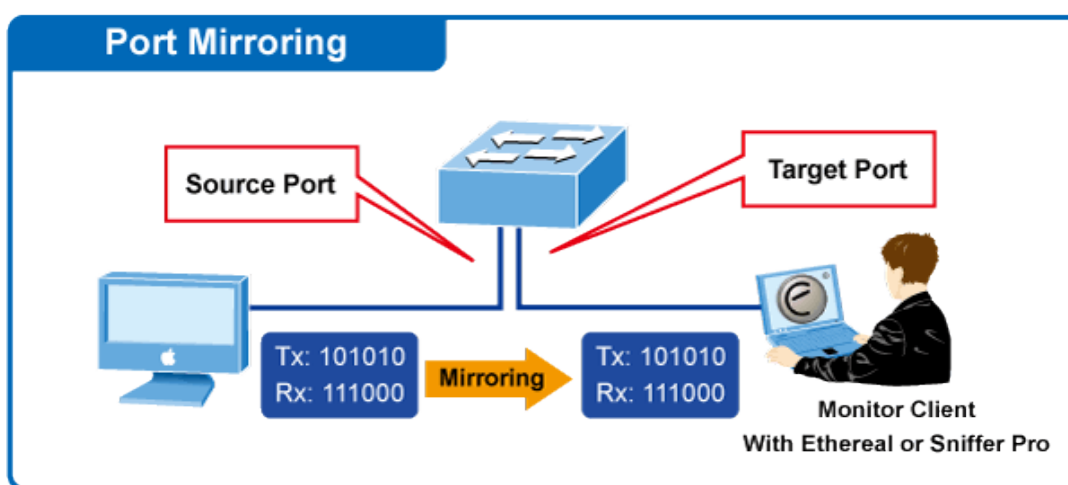 Port Mirroring
Source Port
Target Port
Tx: 101010
Rx: 111000
Mirroring
Tx: 101010
Rx: 111000
Monitor Client
With Ethereal or Sniffer Pro